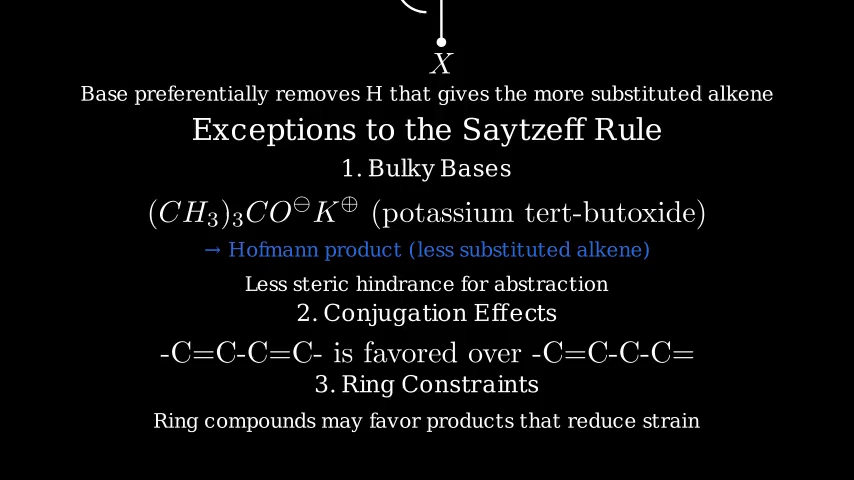 X
Base preferentially removes H that gives the more substituted alkene
Exceptions to the Saytzeff Rule
1. Bulky Bases
(CH₃)₃CO⊖K⊕ (potassium tert-butoxide)
→ Hofmann product (less substituted alkene)
Less steric hindrance for abstraction
2. Conjugation Effects
-C=C-C=C- is favored over -C=C-C-C=
3. Ring Constraints
Ring compounds may favor products that reduce strain